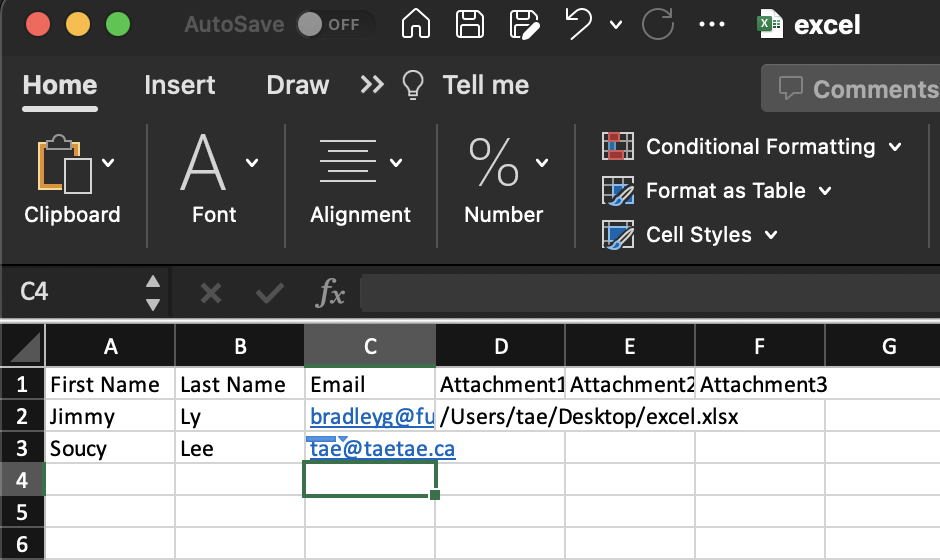 AutoSave OFF excel
Home Insert Draw Tell me Comments
Clipboard Font Alignment Number
Conditional Formatting
Format as Table
Cell Styles
C4 fx
A B C D E F G
1 First Name Last Name Email Attachment1 Attachment2 Attachment3
2 Jimmy Ly bradleyg@fu /Users/tae/Desktop/excel.xlsx
3 Soucy Lee tae@taetae.ca
4
5
6